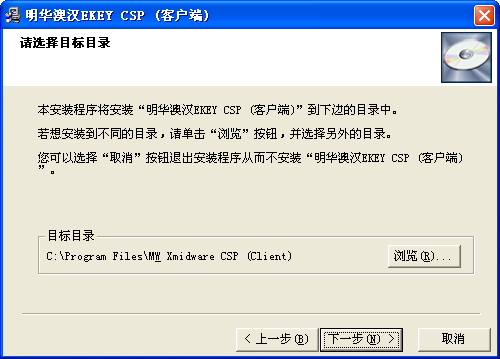 明华澳汉EKEY CSP (客户端)
请选择目标目录
本安装程序将安装“明华澳汉EKEY CSP (客户端)”到下边的目录中。
若想安装到不同的目录，请单击“浏览”按钮，并选择另外的目录。
您可以选择“取消”按钮退出安装程序从而不安装“明华澳汉EKEY CSP (客户端)
”。
目标目录
C:\Program Files\MW Xmidware CSP (Client)
浏览(R)...
< 上一步(B)
下一步(N) >
取消